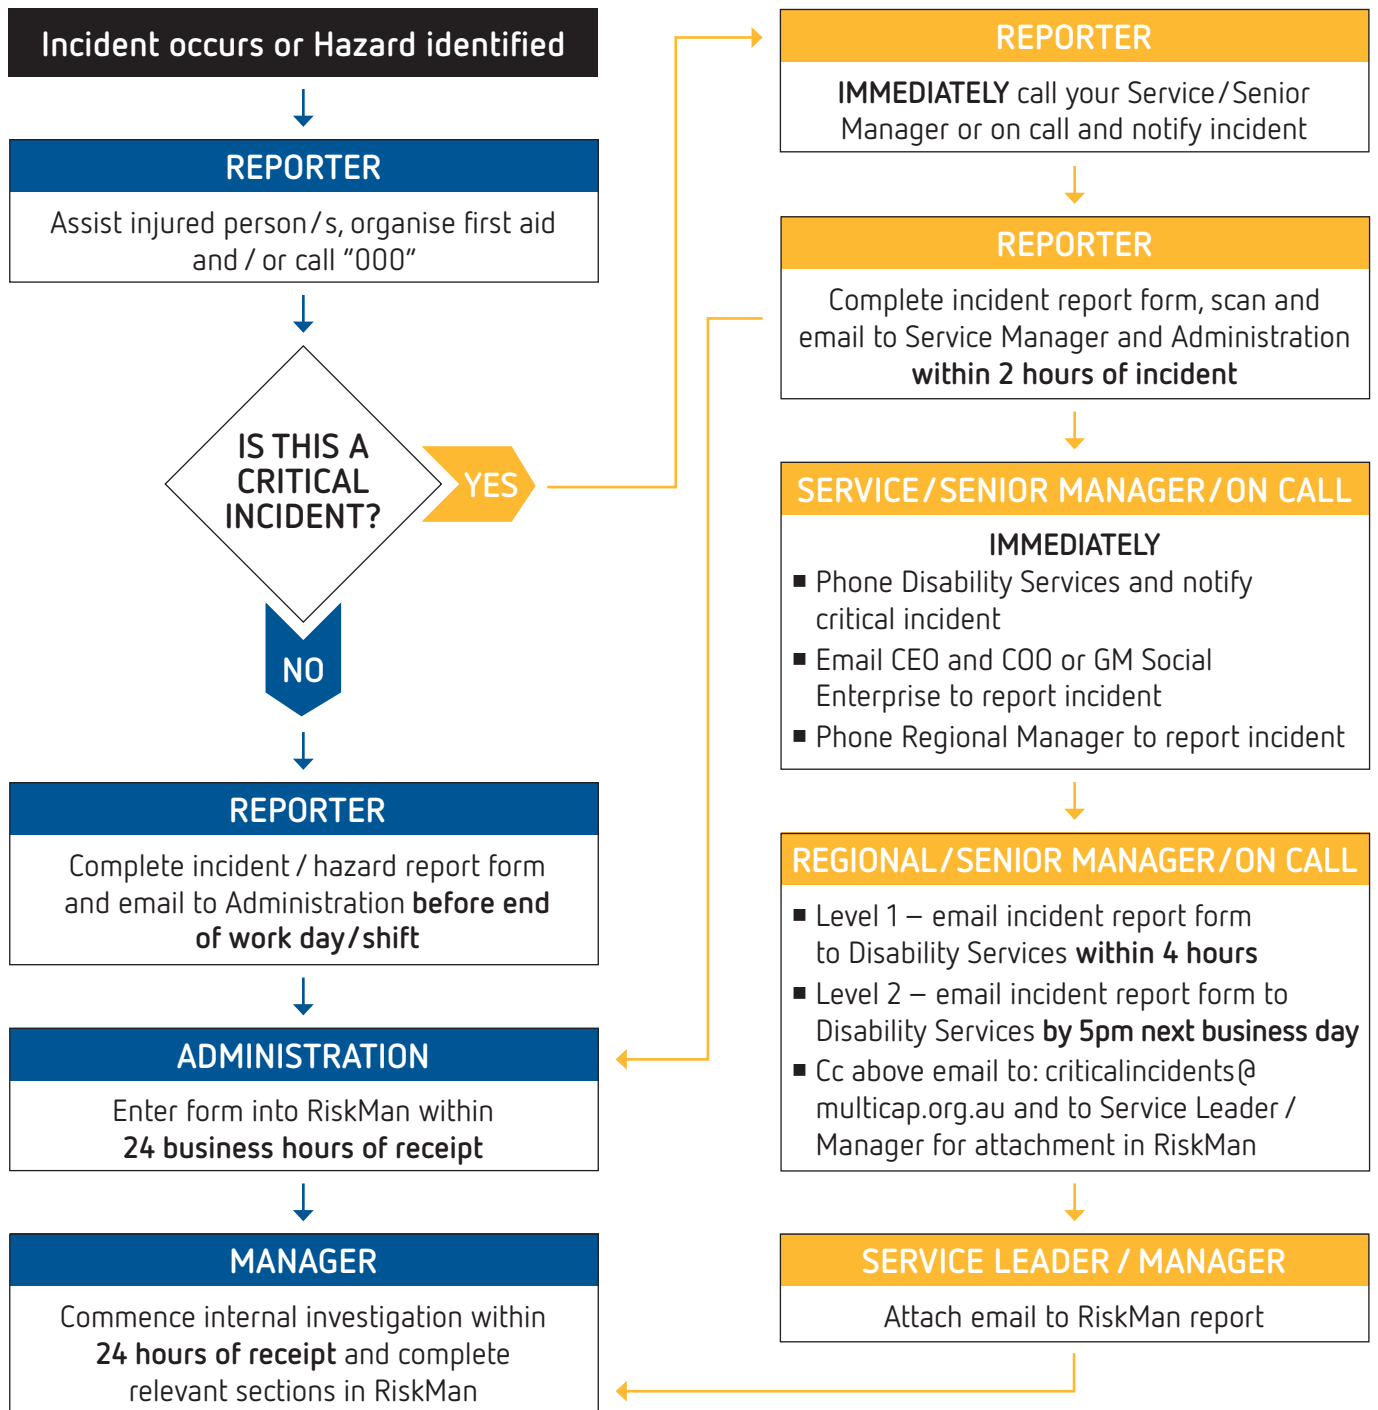 Incident occurs or Hazard identified
REPORTER
Assist injured person/s, organise first aid
and / or call "000"
IS THIS A
CRITICAL
INCIDENT?
YES
NO
REPORTER
Complete incident / hazard report form
and email to Administration before end
of work day/shift
ADMINISTRATION
Enter form into RiskMan within
24 business hours of receipt
MANAGER
Commence internal investigation within
24 hours of receipt and complete
relevant sections in RiskMan
REPORTER
IMMEDIATELY call your Service/Senior
Manager or on call and notify incident
REPORTER
Complete incident report form, scan and
email to Service Manager and Administration
within 2 hours of incident
SERVICE/SENIOR MANAGER/ON CALL
IMMEDIATELY
■ Phone Disability Services and notify
critical incident
■ Email CEO and COO or GM Social
Enterprise to report incident
■ Phone Regional Manager to report incident
REGIONAL/SENIOR MANAGER/ON CALL
■ Level 1 – email incident report form
to Disability Services within 4 hours
■ Level 2 – email incident report form to
Disability Services by 5pm next business day
■ Cc above email to: criticalincidents@
multicap.org.au and to Service Leader /
Manager for attachment in RiskMan
SERVICE LEADER / MANAGER
Attach email to RiskMan report